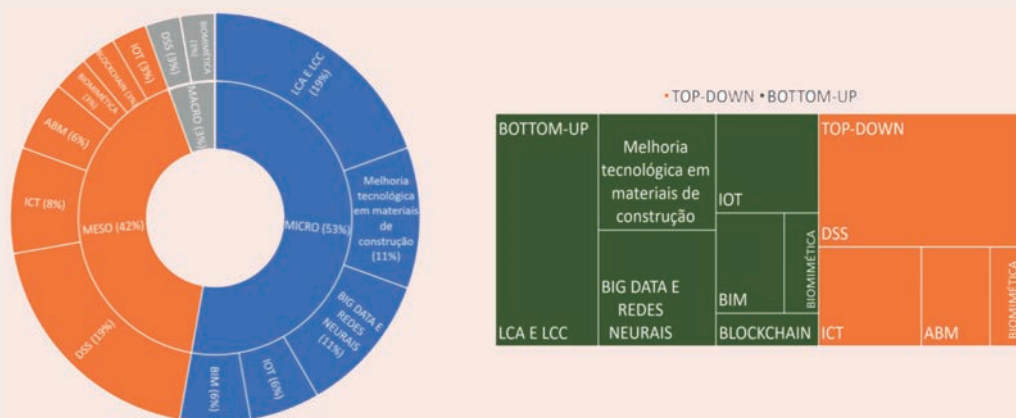 LCA E LCC
(19%)
Melhoria
tecnológica
em materiais
de
construção
(11%)
BIG DATA E
REDES
NEURAIS
(11%)
IOT (6%)
BIM (6%)
DSS (19%)
ICT (8%)
ABM (6%)
BIOMIMÉTICA
(3%)
BLOCKCHAIN (3%)
IOT (3%)
DSS (3%)
BIOMIMÉTICA
(3%)
MICRO (53%)
MESO (42%)
MACRO (3%)
• TOP-DOWN • BOTTOM-UP
BOTTOM-UP
LCA E LCC
Melhoria
tecnológica em
materiais de
construção
BIG DATA E
REDES
NEURAIS
IOT
BIM
BIOMIMÉTICA
BLOCKCHAIN
TOP-DOWN
DSS
ICT
ABM
BIOMIMÉTICA